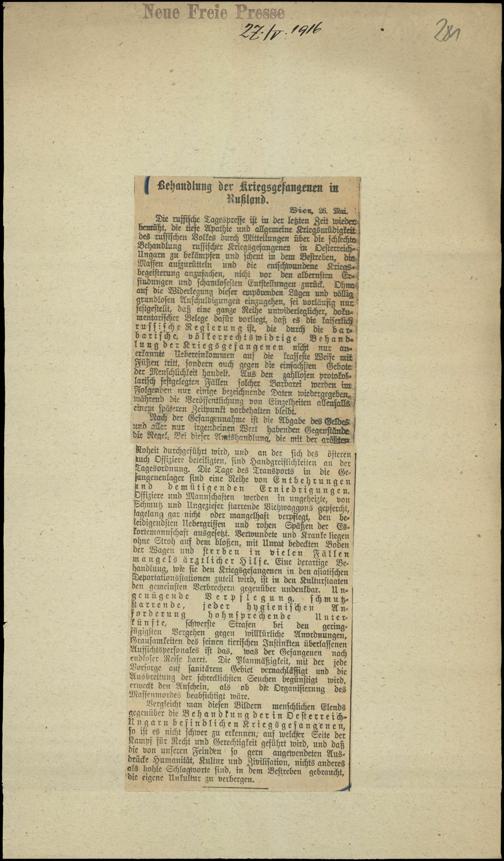 Neue Freie Presse
27. IV. 1916
281
Behandlung der Kriegsgefangenen in
Rußland.
Wien, 26. Mai.
Die russische Tagespresse ist in der letzten Zeit wieder
bemüht, die tiefe Apathie und allgemeine Kriegsmüdigkeit
des russischen Volkes durch Mitteilungen über die schlechte
Behandlung russischer Kriegsgefangenen in Oesterreich-
Ungarn zu bekämpfen und scheut in dem Bestreben, die
Massen aufzurütteln und die entschwundene Kriegs-
begeisterung anzufachen, nicht vor den albernsten Er-
findungen und schamlosesten Entstellungen zurück. Ohne
auf die Widerlegung dieser empörenden Lügen und völlig
grundlosen Anschuldigungen einzugehen, sei vorläufig nur
festgestellt, daß eine ganze Reihe unwiderleglicher, doku-
mentarischer Belege dafür vorliegt, daß es die kaiserlich
russische Regierung ist, die durch die bar-
barische, völkerrechtswidrige Behand-
lung der Kriegsgefangenen nicht nur an-
erkannte Uebereinkommen auf die krasseste Weise mit
Füßen tritt, sondern auch gegen die einfachsten Gebote
der Menschlichkeit handelt. Aus den zahllosen protokol-
larisch festgelegten Fällen solcher Barbarei werden im
Folgenden nur einige bezeichnende Daten wiedergegeben,
während die Veröffentlichung von Einzelheiten allenfalls
einem späteren Zeitpunkt vorbehalten bleibt.
Nach der Gefangennahme ist die Abgabe des Geldes
und aller nur irgendeinen Wert habenden Gegenstände
die Regel. Bei dieser Amtshandlung, die mit der größten
Roheit durchgeführt wird, und an der sich des öfteren
auch Offiziere beteiligten, sind Handgreiflichkeiten an der
Tagesordnung. Die Tage des Transports in die Ge-
fangenenlager sind eine Reihe von Entbehrungen
und demütigenden Erniedrigungen.
Offiziere und Mannschaften werden in ungeheizte, von
Schmutz und Ungeziefer starrende Viehwaggons gepfercht,
tagelang gar nicht oder mangelhaft verpflegt, den be-
leidigendsten Uebergriffen und rohen Späßen der Es-
kortemannschaft ausgesetzt. Verwundete und Kranke liegen
ohne Stroh auf dem bloßen, mit Unrat bedeckten Boden
der Wagen und sterben in vielen Fällen
mangels ärztlicher Hilfe. Eine derartige Be-
handlung, wie sie den Kriegsgefangenen in den asiatischen
Deportationsstationen zuteil wird, ist in den Kulturstaaten
den gemeinsten Verbrechern gegenüber undenkbar. Un-
genügende Verpflegung, schmutz-
starrende, jeder hygienischen An-
forderung hohnsprechende Unter-
künfte, schwerste Strafen bei den gering-
fügigsten Vergehen gegen willkürliche Anordnungen,
Grausamkeiten des seinen tierischen Instinkten überlassenen
Aufsichtspersonales ist das, was der Gefangenen nach
endloser Reise harrt. Die Planmäßigkeit, mit der jede
Vorsorge auf sanitärem Gebiet vernachlässigt und die
Ausbreitung der schrecklichsten Seuchen begünstigt wird,
erweckt den Anschein, als ob die Organisierung des
Massenmordes beabsichtigt wäre.
Vergleicht man diesen Bildern menschlichen Elends
gegenüber die Behandlung der in Oesterreich-
Ungarn befindlichen Kriegsgefangenen,
so ist es nicht schwer zu erkennen, auf welcher Seite der
Kampf für Recht und Gerechtigkeit geführt wird, und daß
die von unseren Feinden so gern angewendeten Aus-
drücke Humanität, Kultur und Zivilisation, nichts anderes
als hohle Schlagworte sind, in dem Bestreben gebraucht,
die eigene Unkultur zu verbergen.